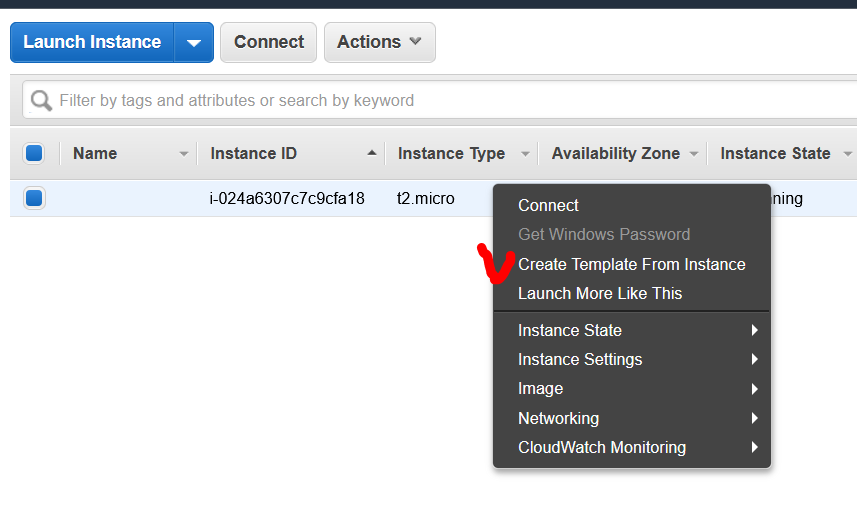 Launch Instance Connect Actions
Filter by tags and attributes or search by keyword
Name Instance ID Instance Type Availability Zone Instance State
i-024a6307c7c9cfa18 t2.micro ning
Connect
Get Windows Password
Create Template From Instance
Launch More Like This
Instance State
Instance Settings
Image
Networking
CloudWatch Monitoring